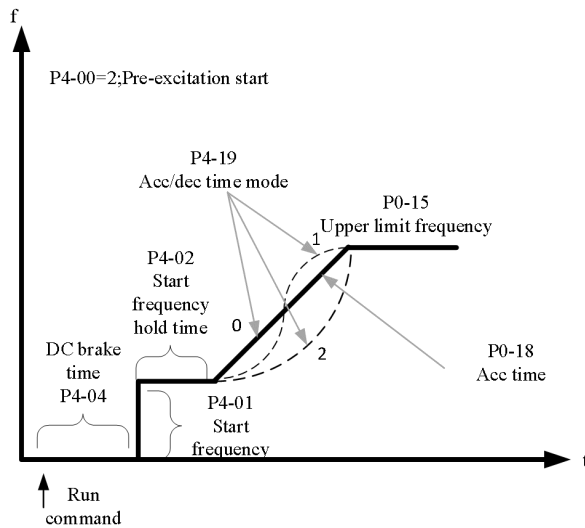 f
P4-00=2;Pre-excitation start
P4-19
Acc/dec time mode
P0-15
Upper limit frequency
1
P4-02
Start
frequency
hold time
0
2
DC brake
time
P4-04
P0-18
Acc time
P4-01
Start
frequency
t
Run
command